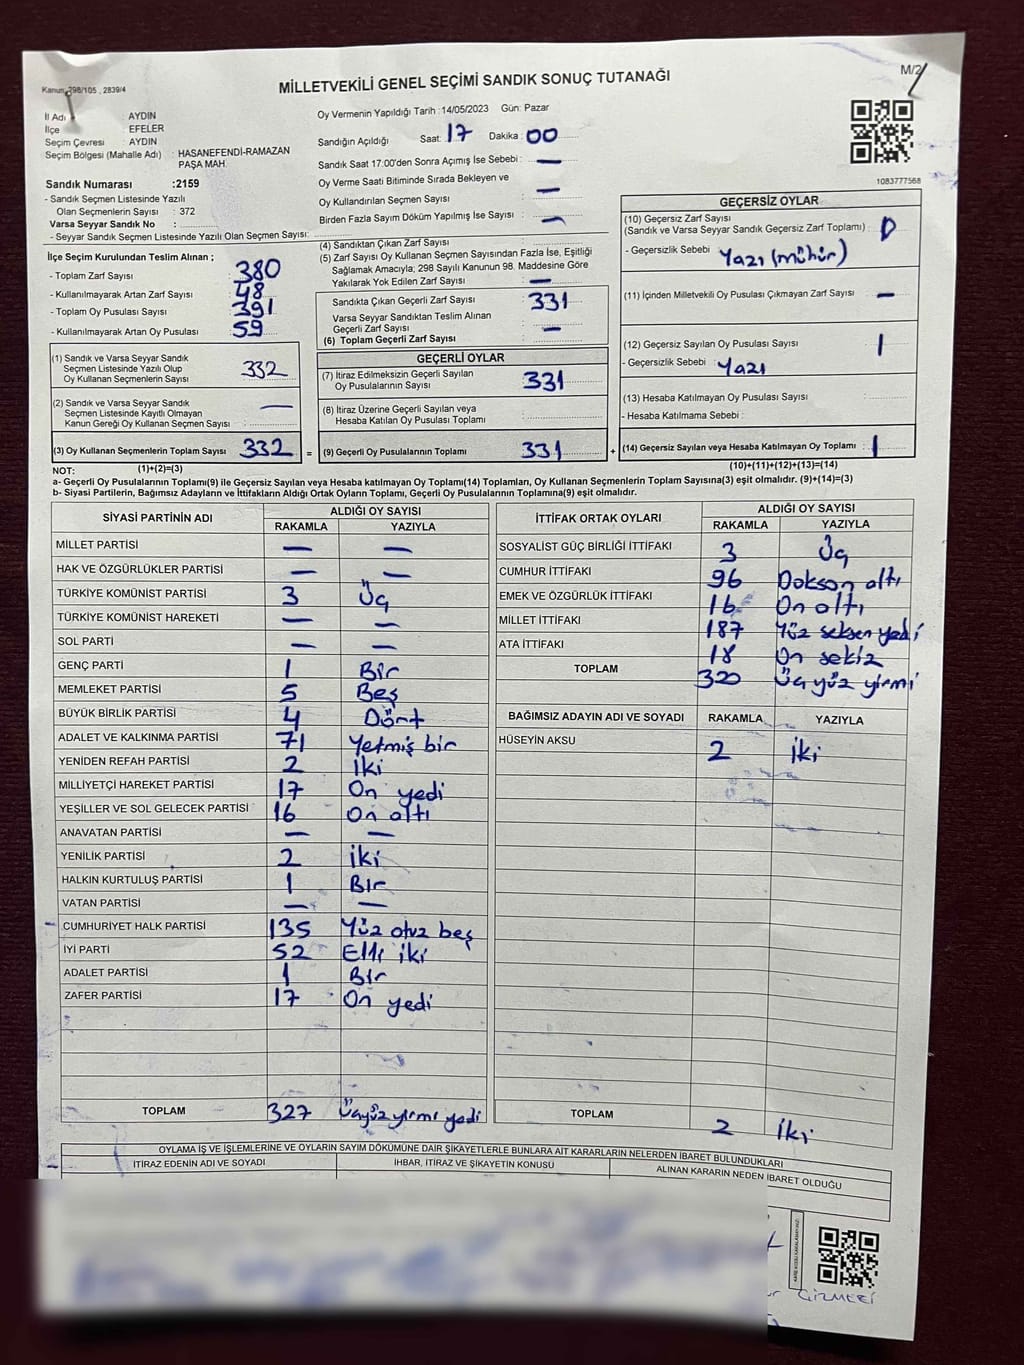 Kanun: 298/105, 2839/4
MİLLETVEKİLİ GENEL SEÇİMİ SANDIK SONUÇ TUTANAĞI
M/2
İl Adı : AYDIN
İlçe : EFELER
Seçim Çevresi : AYDIN
Seçim Bölgesi (Mahalle Adı) : HASANEFENDİ-RAMAZAN
PAŞA MAH.
Sandık Numarası :2159
- Sandık Seçmen Listesinde Yazılı
Olan Seçmenlerin Sayısı : 372
Varsa Seyyar Sandık No :
- Seyyar Sandık Seçmen Listesinde Yazılı Olan Seçmen Sayısı:
Oy Vermenin Yapıldığı Tarih :14/05/2023 Gün: Pazar
Sandığın Açıldığı Saat: 17 Dakika : 00
Sandık Saat 17:00'den Sonra Açımış İse Sebebi : —
Oy Verme Saati Bitiminde Sırada Bekleyen ve
Oy Kullandırılan Seçmen Sayısı : —
Birden Fazla Sayım Döküm Yapılmış İse Sayısı : —
1083777568
İlçe Seçim Kurulundan Teslim Alınan ;
- Toplam Zarf Sayısı : 380
- Kullanılmayarak Artan Zarf Sayısı : 48
- Toplam Oy Pusulası Sayısı : 391
- Kullanılmayarak Artan Oy Pusulası : 59
(4) Sandıktan Çıkan Zarf Sayısı :
(5) Zarf Sayısı Oy Kullanan Seçmen Sayısından Fazla İse, Eşitliği
Sağlamak Amacıyla; 298 Sayılı Kanunun 98. Maddesine Göre
Yakılarak Yok Edilen Zarf Sayısı : —
Sandıkta Çıkan Geçerli Zarf Sayısı : 331
Varsa Seyyar Sandıktan Teslim Alınan
Geçerli Zarf Sayısı : —
(6) Toplam Geçerli Zarf Sayısı :
GEÇERSİZ OYLAR
(10) Geçersiz Zarf Sayısı
(Sandık ve Varsa Seyyar Sandık Geçersiz Zarf Toplamı) :
- Geçersizlik Sebebi : Yazı (mühür)
(11) İçinden Milletvekili Oy Pusulası Çıkmayan Zarf Sayısı : —
(12) Geçersiz Sayılan Oy Pusulası Sayısı : 1
- Geçersizlik Sebebi : Yazı
(13) Hesaba Katılmayan Oy Pusulası Sayısı :
- Hesaba Katılmama Sebebi :
(14) Geçersiz Sayılan veya Hesaba Katılmayan Oy Toplamı : 1
(1) Sandık ve Varsa Seyyar Sandık
Seçmen Listesinde Yazılı Olup
Oy Kullanan Seçmenlerin Sayısı : 332
(2) Sandık ve Varsa Seyyar Sandık
Seçmen Listesinde Kayıtlı Olmayan
Kanun Gereği Oy Kullanan Seçmen Sayısı : —
(3) Oy Kullanan Seçmenlerin Toplam Sayısı : 332 =
GEÇERLİ OYLAR
(7) İtiraz Edilmeksizin Geçerli Sayılan
Oy Pusulalarının Sayısı : 331
(8) İtiraz Üzerine Geçerli Sayılan veya
Hesaba Katılan Oy Pusulası Toplamı :
(9) Geçerli Oy Pusulalarının Toplamı : 331 +
NOT: (1)+(2)=(3) (10)+(11)+(12)+(13)=(14)
a- Geçerli Oy Pusulalarının Toplamı(9) ile Geçersiz Sayılan veya Hesaba Katılmayan Oy Toplamı(14) Toplamları, Oy Kullanan Seçmenlerin Toplam Sayısına(3) eşit olmalıdır. (9)+(14)=(3)
b- Siyasi Partilerin, Bağımsız Adayların ve İttifakların Aldığı Ortak Oyların Toplamı, Geçerli Oy Pusulalarının Toplamına(9) eşit olmalıdır.
SİYASİ PARTİNİN ADI ALDIĞI OY SAYISI
RAKAMLA YAZIYLA
MİLLET PARTİSİ — —
HAK VE ÖZGÜRLÜKLER PARTİSİ — —
TÜRKİYE KOMÜNİST PARTİSİ 3 Üç
TÜRKİYE KOMÜNİST HAREKETİ — —
SOL PARTİ — —
GENÇ PARTİ 1 Bir
MEMLEKET PARTİSİ 5 Beş
BÜYÜK BİRLİK PARTİSİ 4 Dört
ADALET VE KALKINMA PARTİSİ 71 Yetmiş bir
YENİDEN REFAH PARTİSİ 2 İki
MİLLİYETÇİ HAREKET PARTİSİ 17 On yedi
YEŞİLLER VE SOL GELECEK PARTİSİ 16 On altı
ANAVATAN PARTİSİ — —
YENİLİK PARTİSİ 2 İki
HALKIN KURTULUŞ PARTİSİ 1 Bir
VATAN PARTİSİ — —
CUMHURİYET HALK PARTİSİ 135 Yüz otuz beş
İYİ PARTİ 52 Elli iki
ADALET PARTİSİ 1 Bir
ZAFER PARTİSİ 17 On yedi
TOPLAM 327 Üçyüz yirmi yedi
İTTİFAK ORTAK OYLARI ALDIĞI OY SAYISI
RAKAMLA YAZIYLA
SOSYALİST GÜÇ BİRLİĞİ İTTİFAKI 3 Üç
CUMHUR İTTİFAKI 96 Doksan altı
EMEK VE ÖZGÜRLÜK İTTİFAKI 16 On altı
MİLLET İTTİFAKI 187 Yüz seksen yedi
ATA İTTİFAKI 18 On sekiz
TOPLAM 320 Üç yüz yirmi
BAĞIMSIZ ADAYIN ADI VE SOYADI RAKAMLA YAZIYLA
HÜSEYİN AKSU 2 İki
TOPLAM 2 İki
OYLAMA İŞ VE İŞLEMLERİNE VE OYLARIN SAYIM DÖKÜMÜNE DAİR ŞİKAYETLERLE BUNLARA AİT KARARLARIN NELERDEN İBARET BULUNDUKLARI
İTİRAZ EDENİN ADI VE SOYADI İHBAR, İTİRAZ VE ŞİKAYETİN KONUSU ALINAN KARARIN NEDEN İBARET OLDUĞU